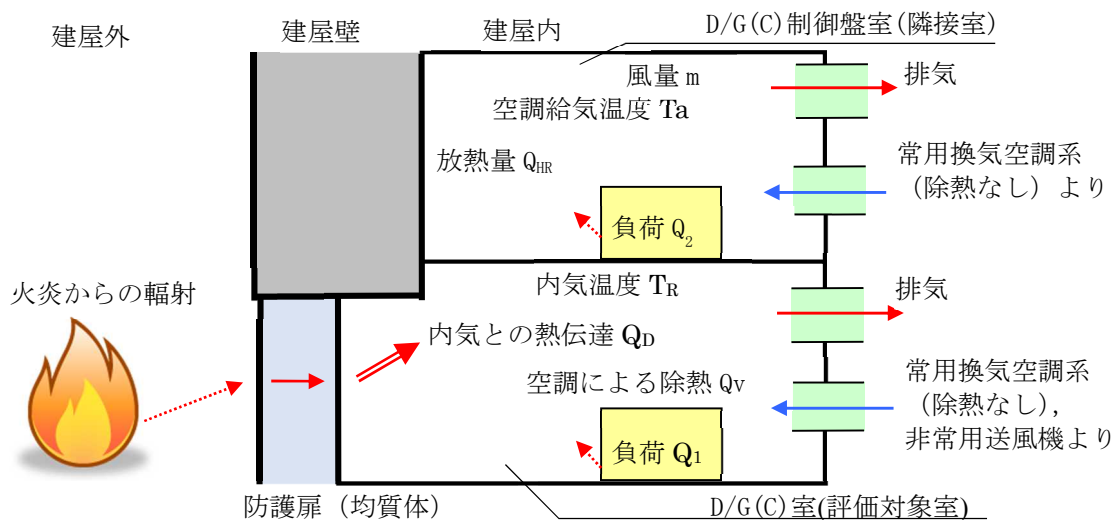 建屋外
建屋壁
建屋内
D/G(C)制御盤室(隣接室)
風量 m
空調給気温度 Ta
排気
放熱量 QHR
常用換気空調系
(除熱なし)より
負荷 Q2
火炎からの輻射
内気温度 TR
排気
内気との熱伝達 QD
空調による除熱 Qv
常用換気空調系
(除熱なし),
非常用送風機より
負荷 Q1
防護扉(均質体)
D/G(C)室(評価対象室)